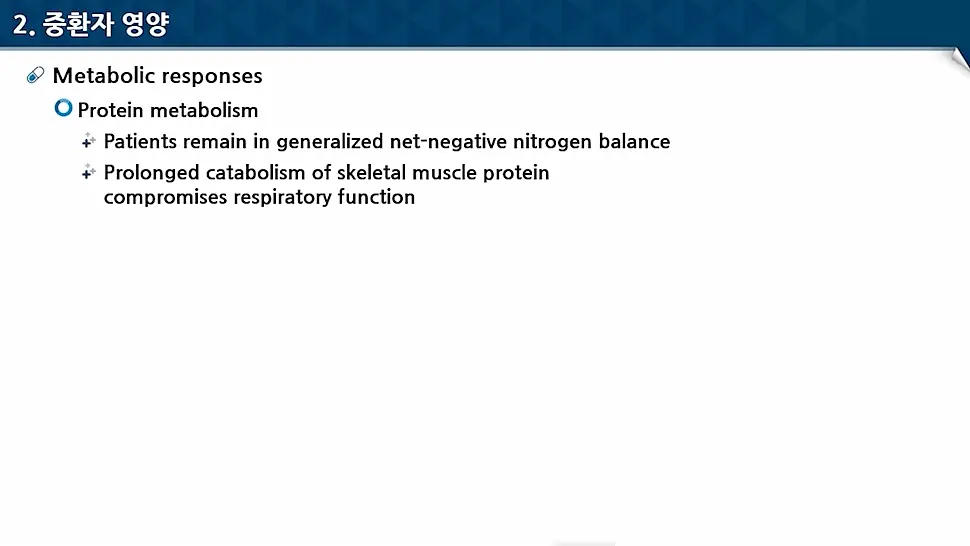 2. 중환자 영양
Metabolic responses
Protein metabolism
Patients remain in generalized net-negative nitrogen balance
Prolonged catabolism of skeletal muscle protein
compromises respiratory function